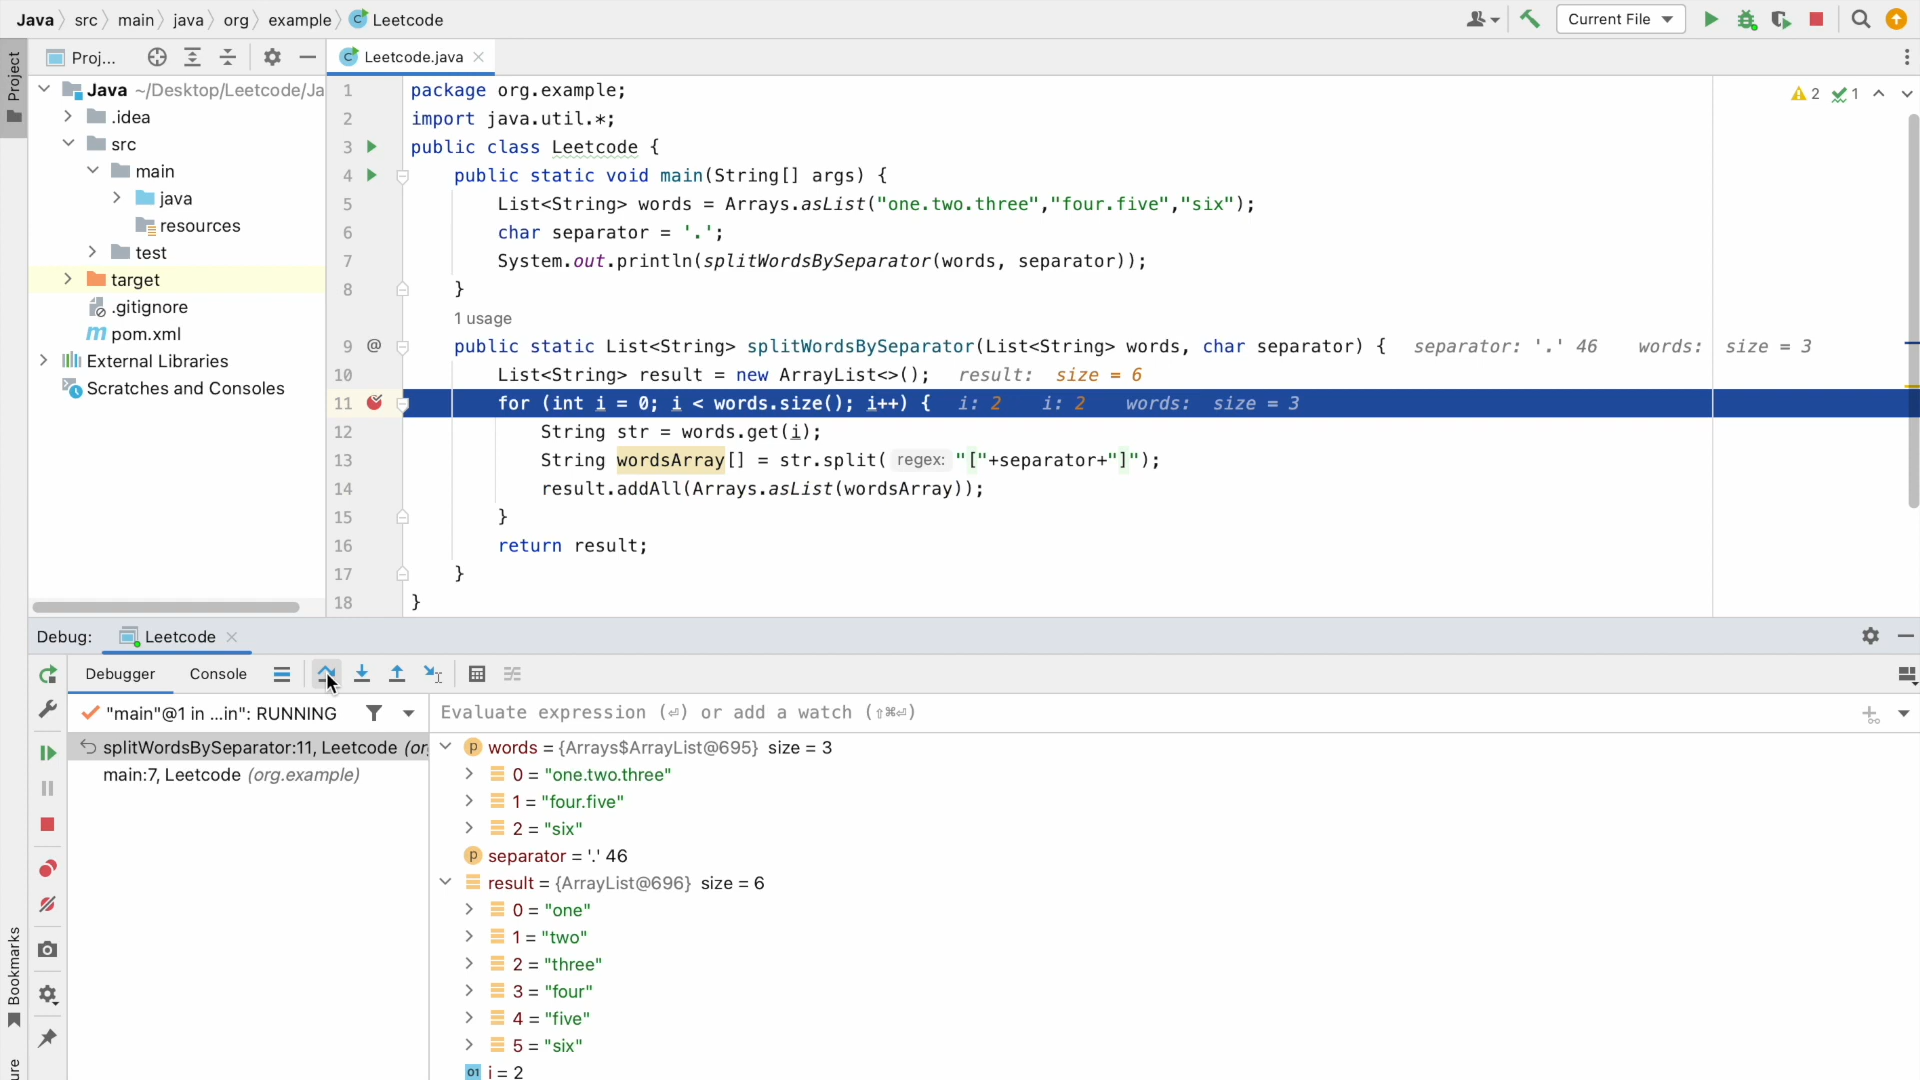 Java src main java org example Leetcode
Current File
Project
Proj...
Leetcode.java
Java ~/Desktop/Leetcode/Ja
.idea
src
main
java
resources
test
target
.gitignore
pom.xml
External Libraries
Scratches and Consoles
2 1
1 package org.example;
2 import java.util.*;
3 public class Leetcode {
4 public static void main(String[] args) {
5 List<String> words = Arrays.asList("one.two.three","four.five","six");
6 char separator = '.';
7 System.out.println(splitWordsBySeparator(words, separator));
8 }
1 usage
9 @ public static List<String> splitWordsBySeparator(List<String> words, char separator) { separator: '.' 46 words: size = 3
10 List<String> result = new ArrayList<>(); result: size = 6
11 for (int i = 0; i < words.size(); i++) { i: 2 i: 2 words: size = 3
12 String str = words.get(i);
13 String wordsArray[] = str.split( regex: "["+separator+"]");
14 result.addAll(Arrays.asList(wordsArray));
15 }
16 return result;
17 }
18 }
Debug: Leetcode
Debugger Console
"main"@1 in ...in": RUNNING
Evaluate expression (⏎) or add a watch (⇧⌘⏎)
splitWordsBySeparator:11, Leetcode (or
main:7, Leetcode (org.example)
words = {Arrays$ArrayList@695} size = 3
0 = "one.two.three"
1 = "four.five"
2 = "six"
separator = '.' 46
result = {ArrayList@696} size = 6
0 = "one"
1 = "two"
2 = "three"
3 = "four"
4 = "five"
5 = "six"
i = 2
Bookmarks
ure